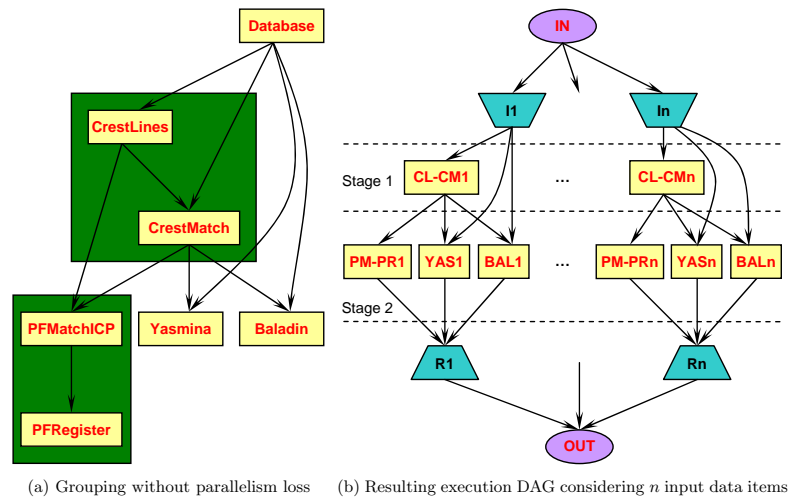 Database
CrestLines
CrestMatch
PFMatchICP
Yasmina
Baladin
PFRegister
(a) Grouping without parallelism loss
IN
I1
In
Stage 1
CL-CM1
...
CL-CMn
PM-PR1
YAS1
BAL1
...
PM-PRn
YASn
BALn
Stage 2
R1
Rn
OUT
(b) Resulting execution DAG considering n input data items